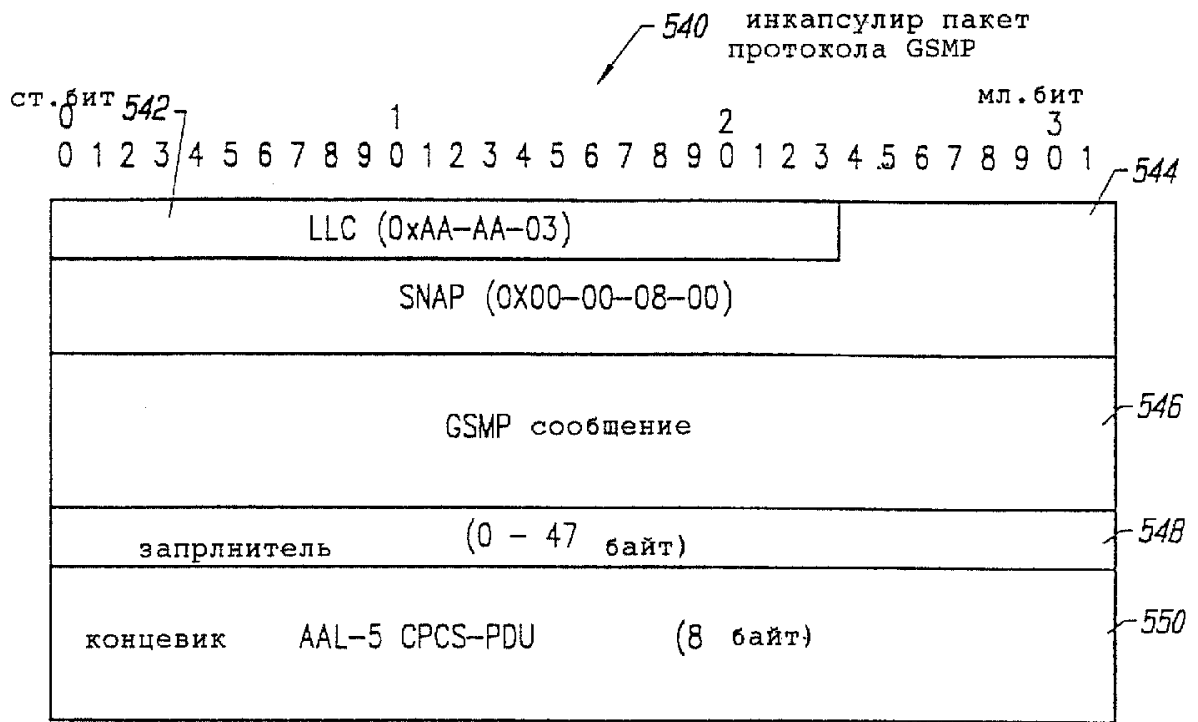 540 инкапсулир пакет
протокола GSMP
ст.бит 542 мл.бит
0 1 2 3
0 1 2 3 4 5 6 7 8 9 0 1 2 3 4 5 6 7 8 9 0 1 2 3 4 5 6 7 8 9 0 1
544
LLC (0xAA-AA-03)
SNAP (0X00-00-08-00)
GSMP сообщение
546
запрлнитель (0 - 47 байт)
548
концевик AAL-5 CPCS-PDU (8 байт)
550